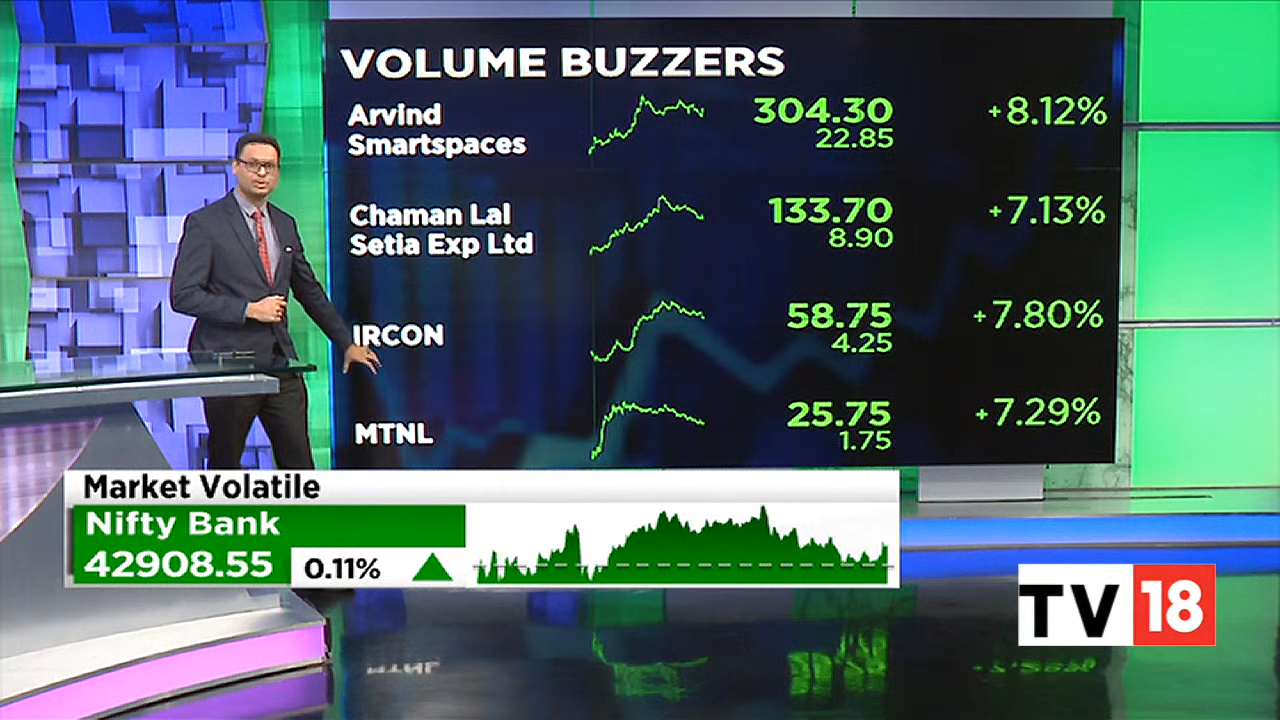 VOLUME BUZZERS
Arvind
Smartspaces
304.30
22.85
+8.12%
Chaman Lal
Setia Exp Ltd
133.70
8.90
+7.13%
IRCON
58.75
4.25
+7.80%
MTNL
25.75
1.75
+7.29%
Market Volatile
Nifty Bank
42908.55
0.11%
TV18